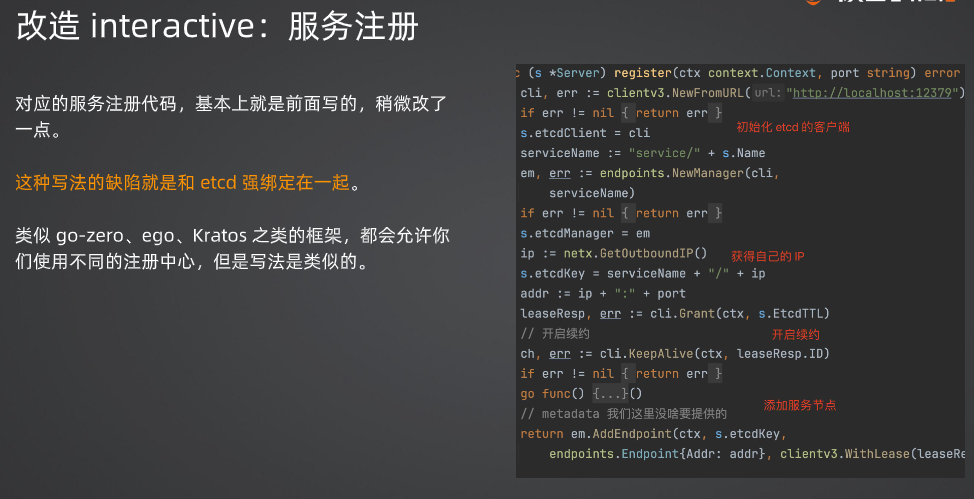 改造 interactive：服务注册
对应的服务注册代码，基本上就是前面写的，稍微改了
一点。
这种写法的缺陷就是和 etcd 强绑定在一起。
类似 go-zero、ego、Kratos 之类的框架，都会允许你
们使用不同的注册中心，但是写法是类似的。
(s *Server) register(ctx context.Context, port string) error
cli, err := clientv3.NewFromURL( url: "http://localhost:12379")
if err != nil { return err }
初始化 etcd 的客户端
s.etcdClient = cli
serviceName := "service/" + s.Name
em, err := endpoints.NewManager(cli,
serviceName)
if err != nil { return err }
s.etcdManager = em
ip := netx.GetOutboundIP()
获得自己的 IP
s.etcdKey = serviceName + "/" + ip
addr := ip + ":" + port
leaseResp, err := cli.Grant(ctx, s.EtcdTTL)
// 开启续约
开启续约
ch, err := cli.KeepAlive(ctx, leaseResp.ID)
if err != nil { return err }
go func() {...}()
添加服务节点
// metadata 我们这里没啥要提供的
return em.AddEndpoint(ctx, s.etcdKey,
endpoints.Endpoint{Addr: addr}, clientv3.WithLease(leaseRe